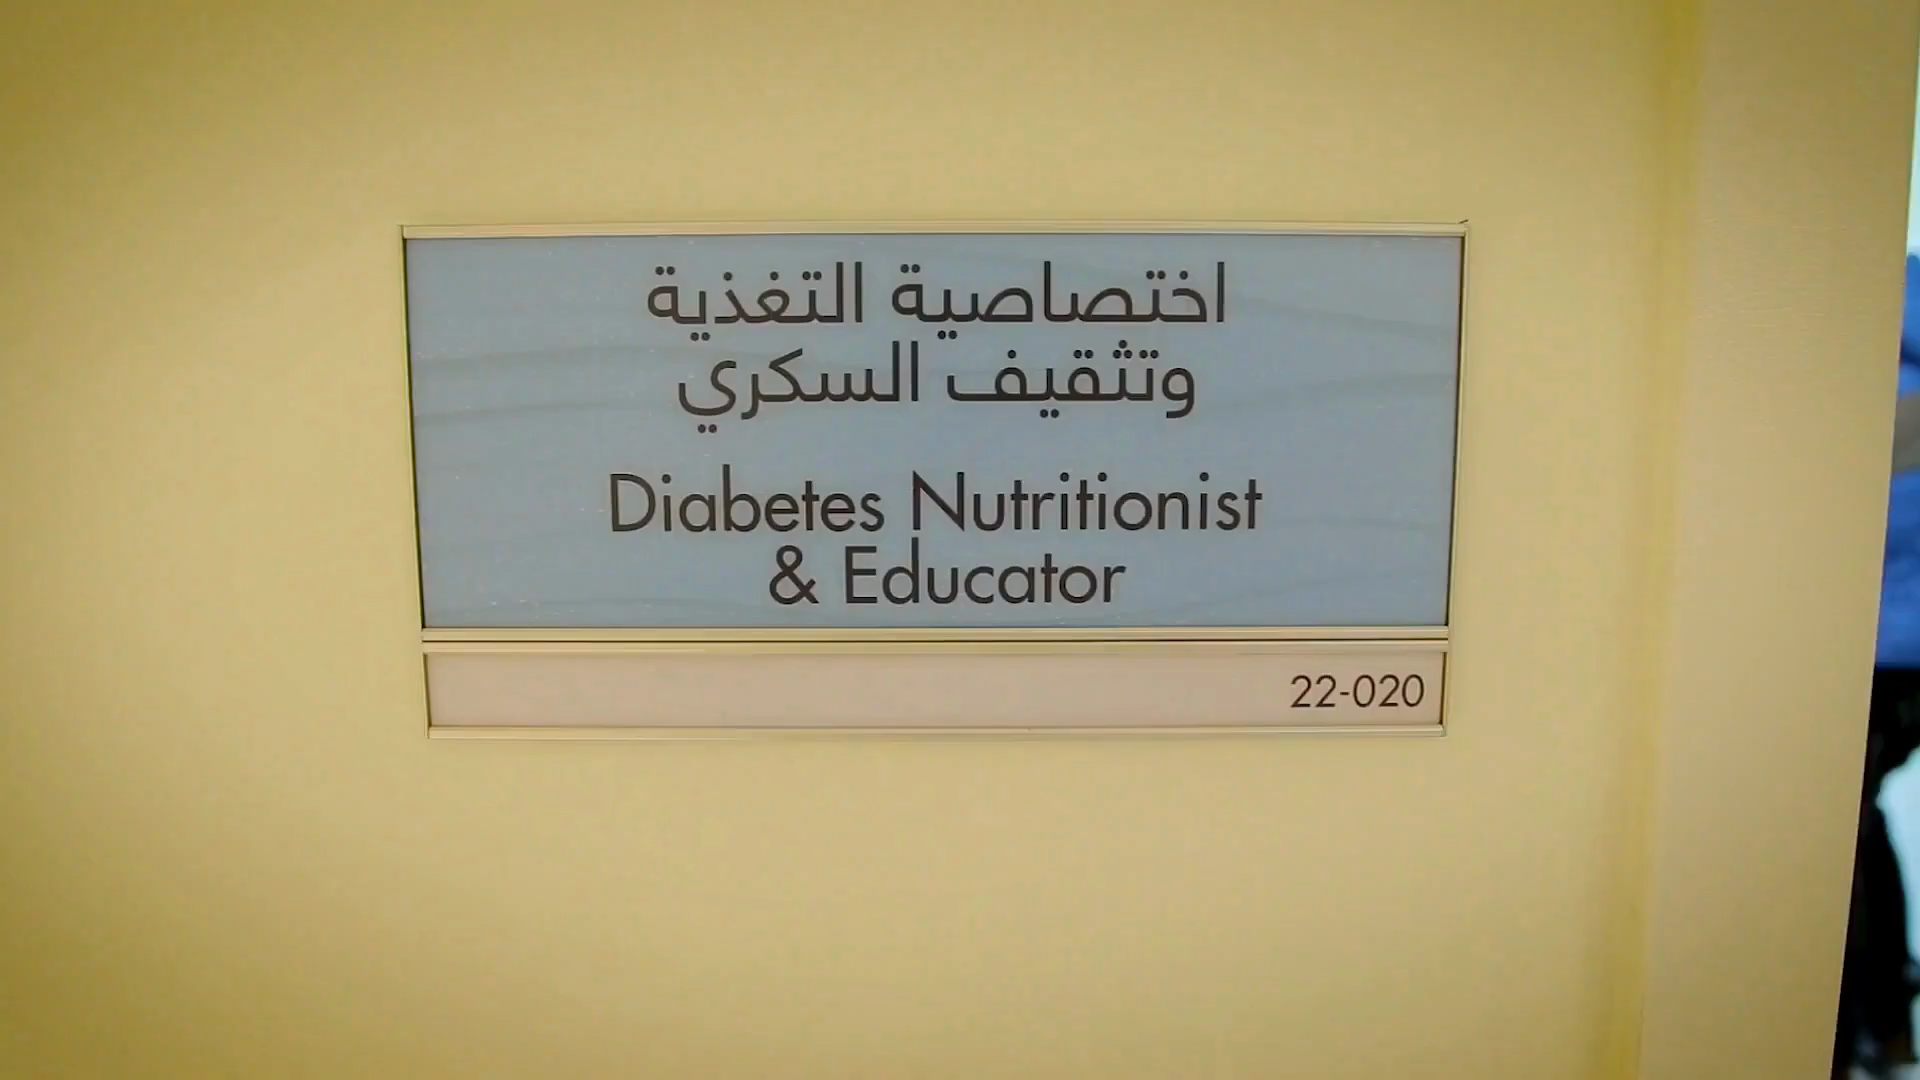 اختصاصية التغذية
وتثقيف السكري
Diabetes Nutritionist
& Educator
22-020